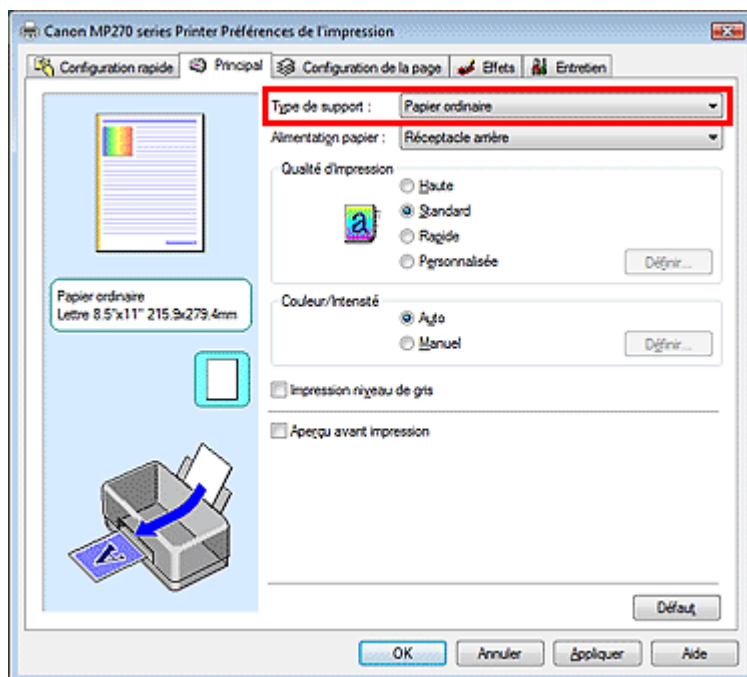 Canon MP270 series Printer Préférences de l'impression
Configuration rapide Principal Configuration de la page Effets Entretien
Type de support : Papier ordinaire
Alimentation papier : Réceptacle arrière
Qualité d'impression
Haute
Standard
Rapide
Personnalisée Définir...
Papier ordinaire
Lettre 8.5"x11" 215.9x279.4mm
Couleur/Intensité
Auto
Manuel Définir...
Impression niveau de gris
Aperçu avant impression
Défaut
OK Annuler Appliquer Aide